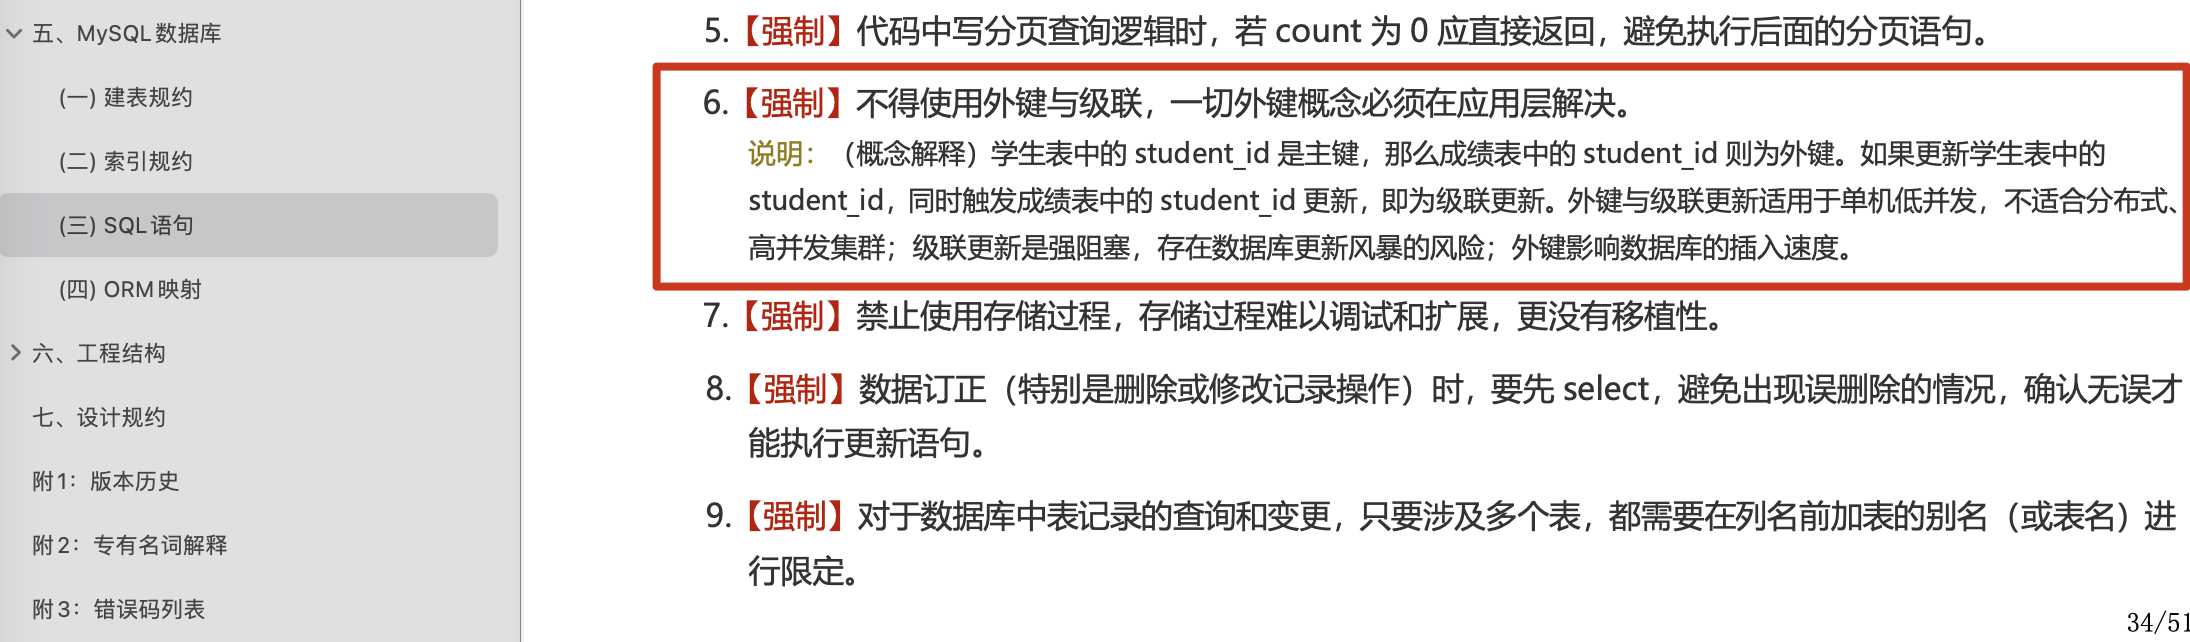 五、MySQL数据库
(一) 建表规约
(二) 索引规约
(三) SQL语句
(四) ORM映射
六、工程结构
七、设计规约
附1：版本历史
附2：专有名词解释
附3：错误码列表
5.【强制】代码中写分页查询逻辑时，若 count 为 0 应直接返回，避免执行后面的分页语句。
6.【强制】不得使用外键与级联，一切外键概念必须在应用层解决。
说明：（概念解释）学生表中的 student_id 是主键，那么成绩表中的 student_id 则为外键。如果更新学生表中的
student_id，同时触发成绩表中的 student_id 更新，即为级联更新。外键与级联更新适用于单机低并发，不适合分布式、
高并发集群；级联更新是强阻塞，存在数据库更新风暴的风险；外键影响数据库的插入速度。
7.【强制】禁止使用存储过程，存储过程难以调试和扩展，更没有移植性。
8.【强制】数据订正（特别是删除或修改记录操作）时，要先 select，避免出现误删除的情况，确认无误才
能执行更新语句。
9.【强制】对于数据库中表记录的查询和变更，只要涉及多个表，都需要在列名前加表的别名（或表名）进
行限定。
34/51